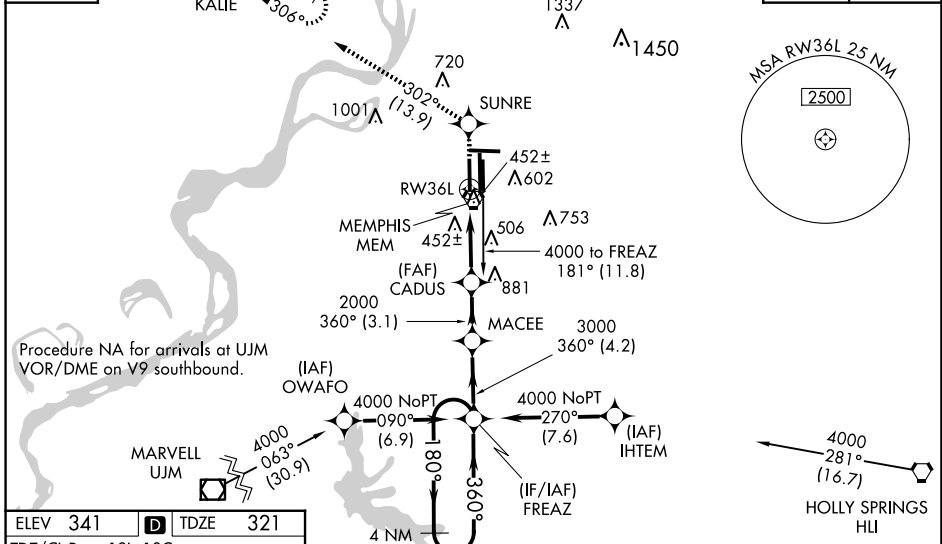 KALIE
306°
1337
1450
720
302°
(13.9)
1001
SUNRE
MSA RW36L 25 NM
2500
452±
602
RW36L
MEMPHIS
MEM
452±
506
753
4000 to FREAZ
181° (11.8)
(FAF)
CADUS
881
2000
360° (3.1)
MACEE
3000
360° (4.2)
Procedure NA for arrivals at UJM
VOR/DME on V9 southbound.
(IAF)
OWAFO
4000 NoPT
090°
(6.9)
4000 NoPT
270°
(7.6)
(IAF)
IHTEM
MARVELL
UJM
4000
063°
(30.9)
180°
360°
(IF/IAF)
FREAZ
4000
281°
(16.7)
HOLLY SPRINGS
HLI
4 NM
ELEV 341 D TDZE 321